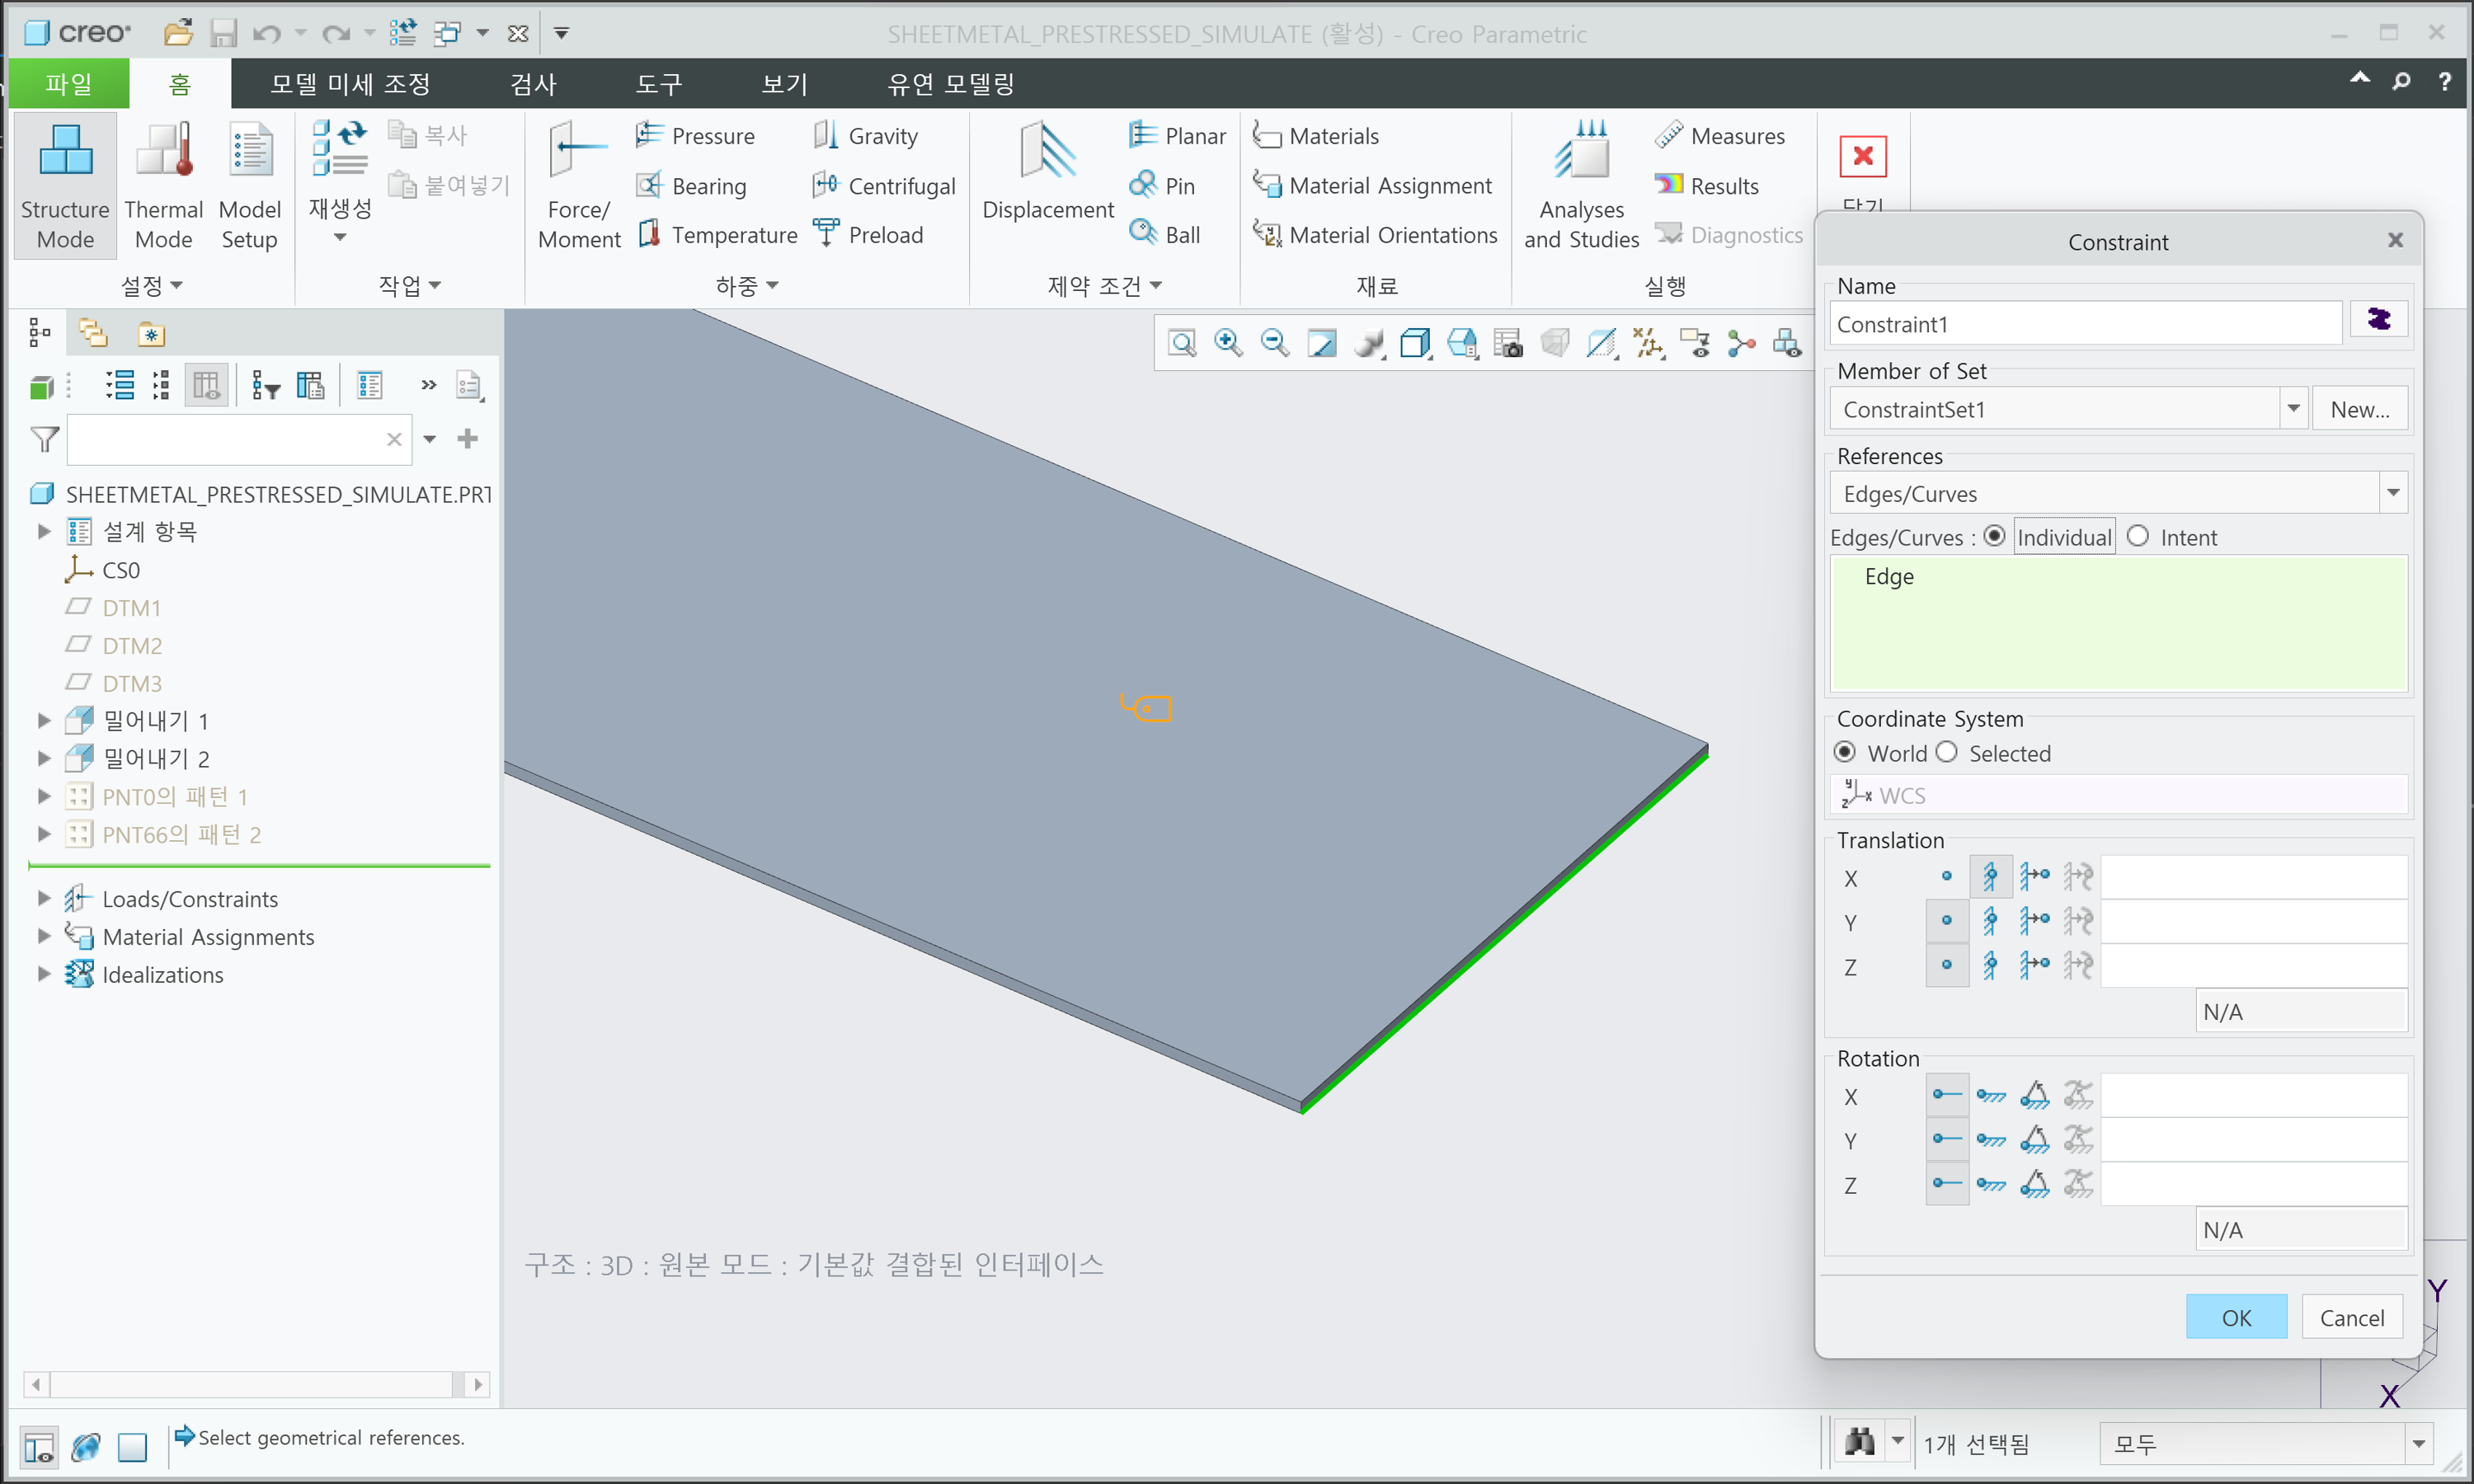 creo
SHEETMETAL_PRESTRESSED_SIMULATE (활성) - Creo Parametric
파일 홈 모델 미세 조정 검사 도구 보기 유연 모델링
Structure Mode
Thermal Mode
Model Setup
설정
재생성
복사
붙여넣기
작업
Force/ Moment
Pressure
Bearing
Temperature
Gravity
Centrifugal
Preload
하중
Displacement
Planar
Pin
Ball
제약 조건
Materials
Material Assignment
Material Orientations
재료
Analyses and Studies
Measures
Results
Diagnostics
실행
SHEETMETAL_PRESTRESSED_SIMULATE.PRT
설계 항목
CS0
DTM1
DTM2
DTM3
밀어내기 1
밀어내기 2
PNT0의 패턴 1
PNT66의 패턴 2
Loads/Constraints
Material Assignments
Idealizations
구조 : 3D : 원본 모드 : 기본값 결합된 인터페이스
Constraint
Name
Constraint1
Member of Set
ConstraintSet1
New...
References
Edges/Curves
Edges/Curves : Individual Intent
Edge
Coordinate System
World Selected
WCS
Translation
X
Y
Z
N/A
Rotation
X
Y
Z
N/A
OK Cancel
Y
X
Select geometrical references.
1개 선택됨
모두